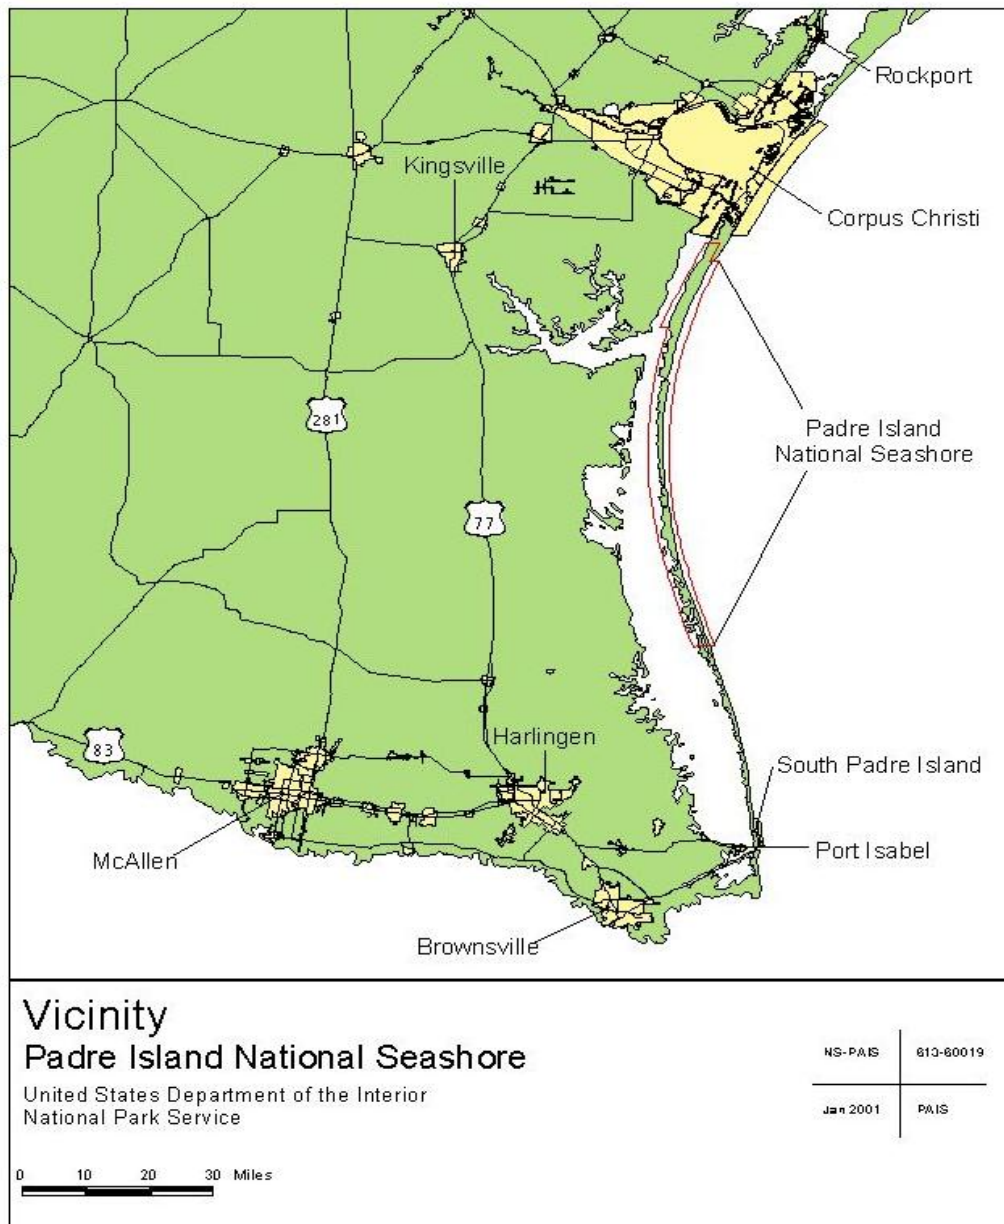 Rockport
Kingsville
Corpus Christi
Padre Island
National Seashore
281
77
83
Harlingen
South Padre Island
McAllen
Port Isabel
Brownsville
Vicinity
Padre Island National Seashore
United States Department of the Interior
National Park Service
NS-PAIS
613-60019
Jan 2001
PAIS
0 10 20 30 Miles